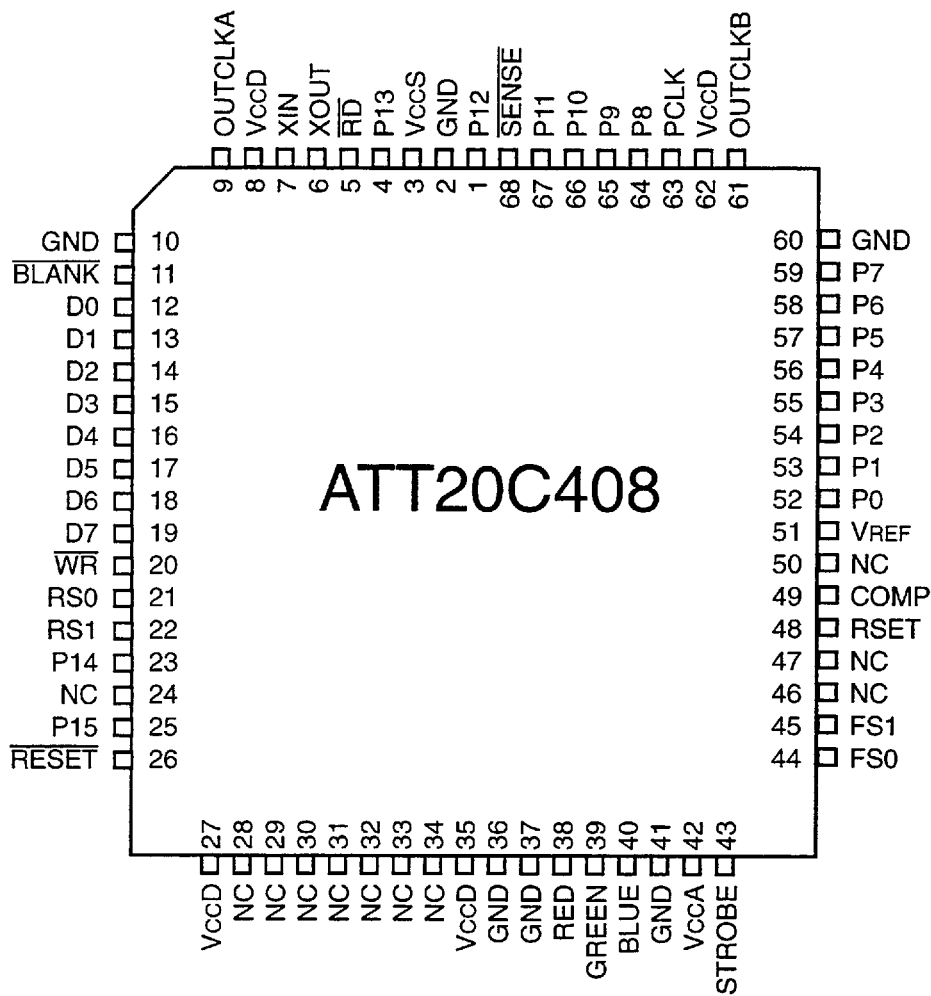 OUTCLKA
VccD
XIN
XOUT
R̅D̅
P13
VccS
GND
P12
S̅E̅N̅S̅E̅
P11
P10
P9
P8
PCLK
VccD
OUTCLKB
9 8 7 6 5 4 3 2 1 68 67 66 65 64 63 62 61
GND 10 60 GND
B̅L̅A̅N̅K̅ 11 59 P7
D0 12 58 P6
D1 13 57 P5
D2 14 56 P4
D3 15 55 P3
D4 16 54 P2
D5 17 53 P1
D6 18 52 P0
D7 19 51 VREF
W̅R̅ 20 50 NC
RS0 21 49 COMP
RS1 22 48 RSET
P14 23 47 NC
NC 24 46 NC
P15 25 45 FS1
R̅E̅S̅E̅T̅ 26 44 FS0
ATT20C408
27 28 29 30 31 32 33 34 35 36 37 38 39 40 41 42 43
VccD
NC
NC
NC
NC
NC
NC
NC
VccD
GND
GND
RED
GREEN
BLUE
GND
VccA
STROBE